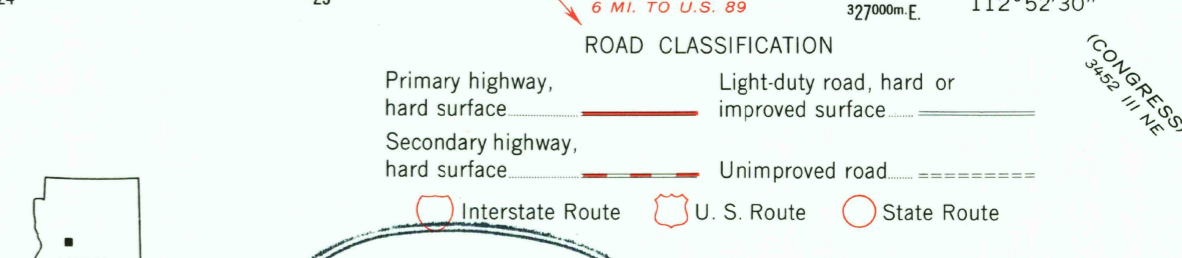 6 MI. TO U.S. 89
327000m.E.
112°52'30"
ROAD CLASSIFICATION
Primary highway,
hard surface
Light-duty road, hard or
improved surface
Secondary highway,
hard surface
Unimproved road
Interstate Route
U. S. Route
State Route
(CONGRESS)
3452 III NE